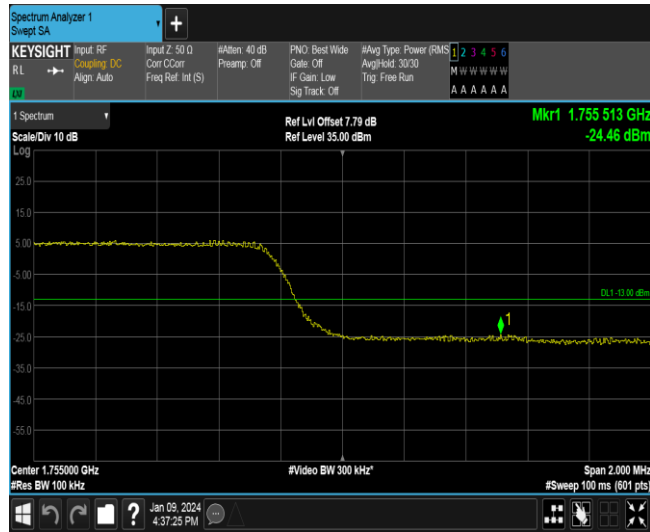 Spectrum Analyzer 1
Swept SA
+
KEYSIGHT
RL
LXI
Input: RF
Coupling: DC
Align: Auto
Input Z: 50 Ω
Corr CCorr
Freq Ref: Int (S)
#Atten: 40 dB
Preamp: Off
PNO: Best Wide
Gate: Off
IF Gain: Low
Sig Track: Off
#Avg Type: Power (RMS
Avg|Hold: 30/30
Trig: Free Run
1 2 3 4 5 6
M W W W W W
A A A A A A
1 Spectrum
Scale/Div 10 dB
Ref Lvl Offset 7.79 dB
Ref Level 35.00 dBm
Mkr1 1.755 513 GHz
-24.46 dBm
Log
25.0
15.0
5.00
-5.00
DL1 -13.00 dBm
-15.0
1
-25.0
-35.0
-45.0
-55.0
Center 1.755000 GHz
#Res BW 100 kHz
#Video BW 300 kHz*
Span 2.000 MHz
#Sweep 100 ms (601 pts)
?
Jan 09, 2024
4:37:25 PM